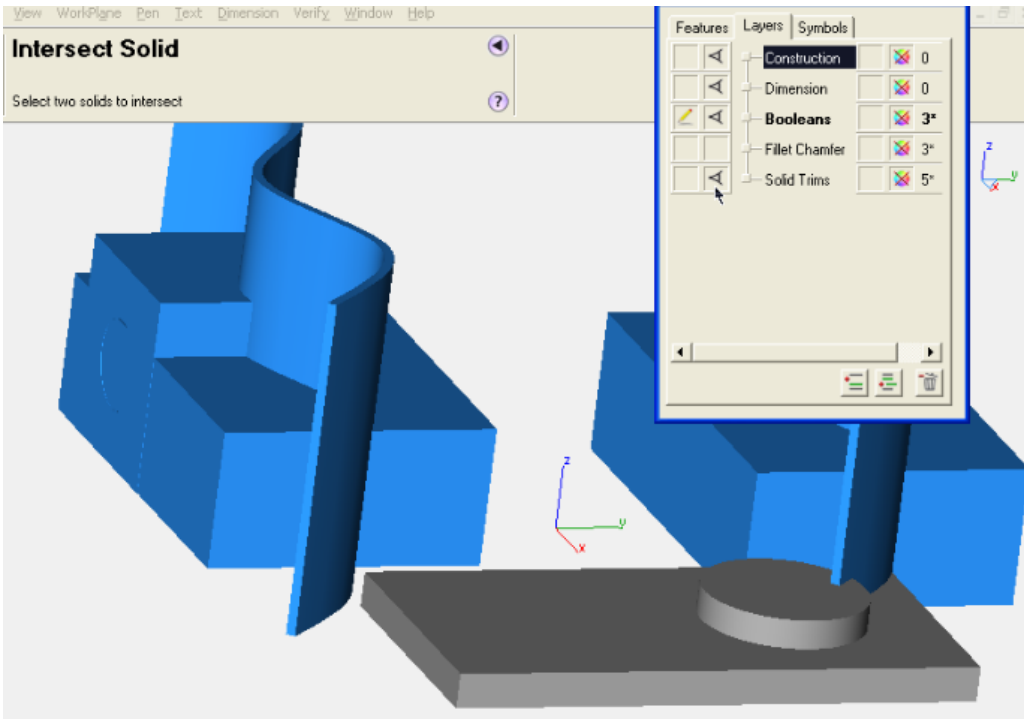 View WorkPlane Pen Text Dimension Verify Window Help
Intersect Solid
Select two solids to intersect
?
Features Layers Symbols
Construction 0
Dimension 0
Booleans 3*
Fillet Chamfer 3*
Solid Trims 5*
z
y
x
z
y
x